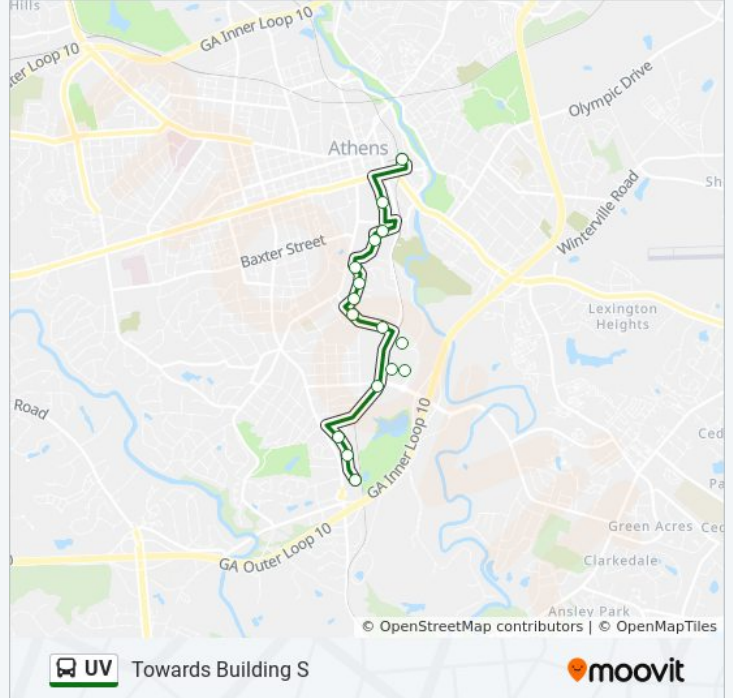 Hills
GA Inner Loop 10
ter Loop 10
Olympic Drive
Athens
Sh
Winterville Road
Baxter Street
Lexington
Heights
Road
GA Inner Loop 10
Ced
Pa
Green Acres
Cec
GA Outer Loop 10
Clarkedale
Ansley Park
© OpenStreetMap contributors | © OpenMapTiles
UV Towards Building S
moovit